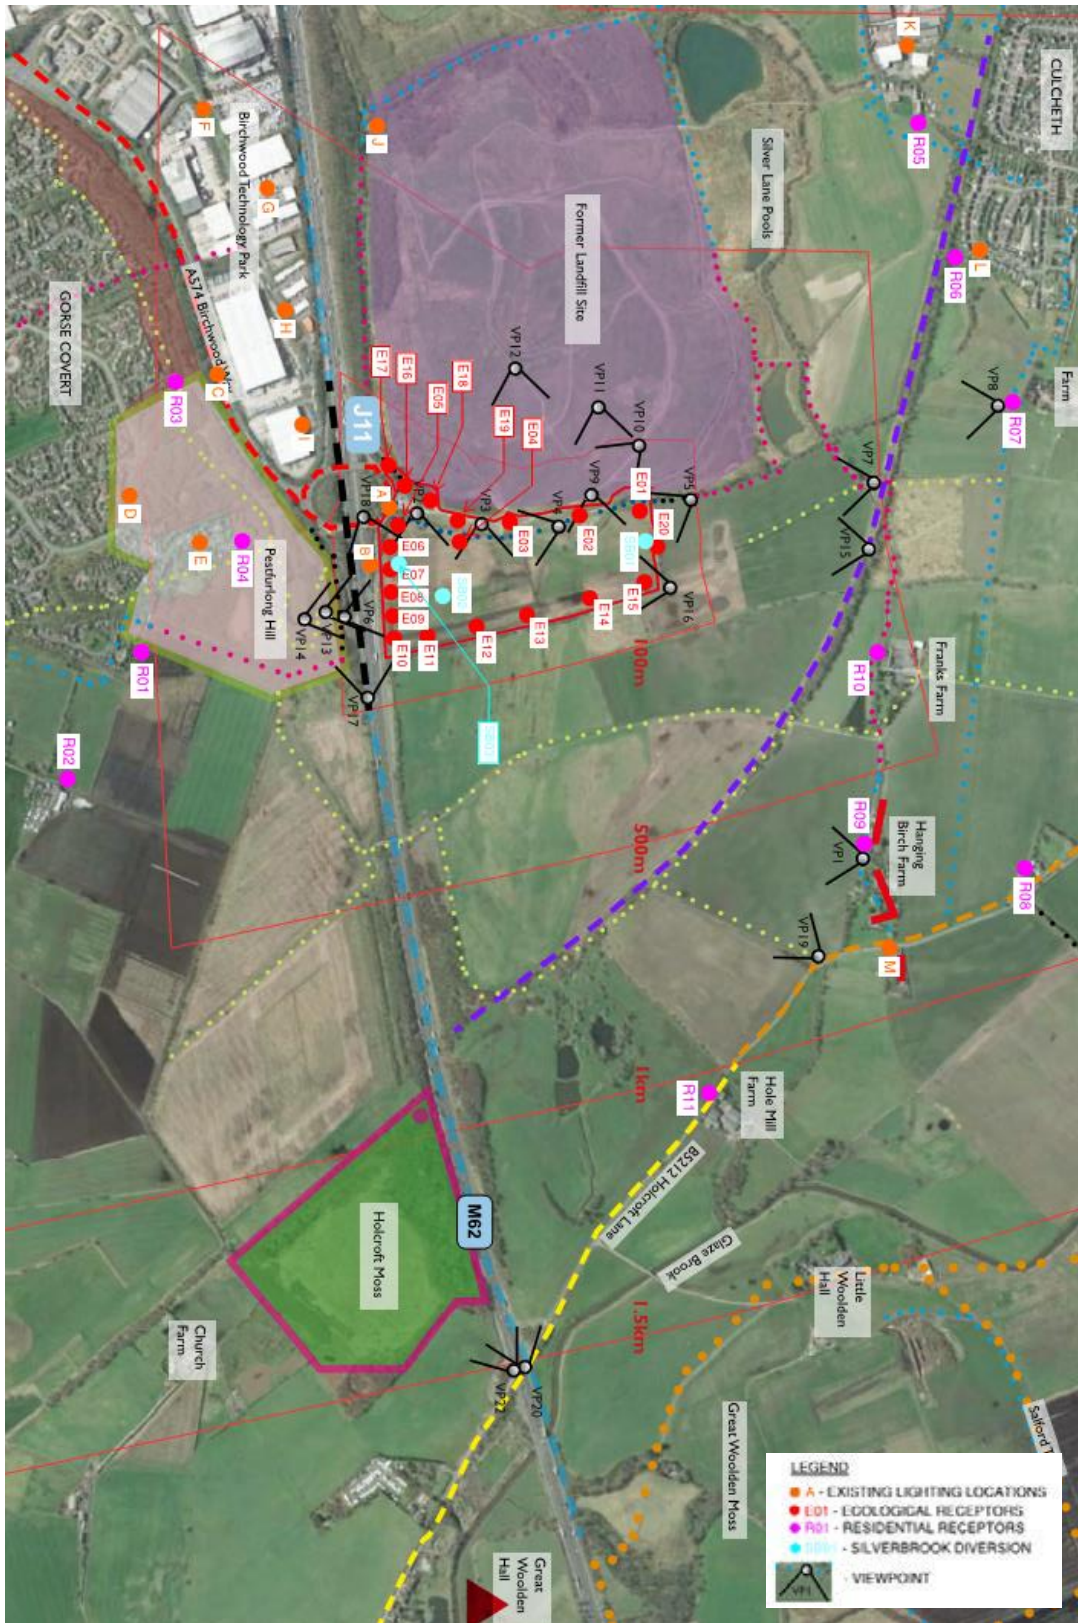 K
CULCHETH
F
Birchwood Technology Park
J
R05
Silver Lane Pools
G
Former Landfill Site
L
R06
A574 Birchwood Way
H
GORSE COVERT
C
R03
E17
E16
E05
E18
E19
E04
VP12
VP11
VP10
VP8
R07
Farm
J11
I
VP7
D
E
R04
Pestfurlong Hill
VP18
A
VP3
VP4
VP9
E01
VP5
E03
E02
E20
SB01
VP15
B
E06
E07
E08
E09
SB02
E15
VP16
E14
E13
E12
E11
E10
VP6
VP13
VP14
VP17
R01
100m
R10
Franks Farm
R02
SB03
500m
R09
VP1
Hanging
Birch Farm
R08
VP19
M
1km
R11
Hole Mill
Farm
B5212 Holcroft Lane
Glaze Brook
M62
Holcroft Moss
Little
Woolden
Hall
1.5km
Church
Farm
VP20
Great Woolden Moss
Salford
Great
Woolden
Hall
LEGEND
A - EXISTING LIGHTING LOCATIONS
E01 - ECOLOGICAL RECEPTORS
R01 - RESIDENTIAL RECEPTORS
SB01 - SILVERBROOK DIVERSION
VP1
- VIEWPOINT